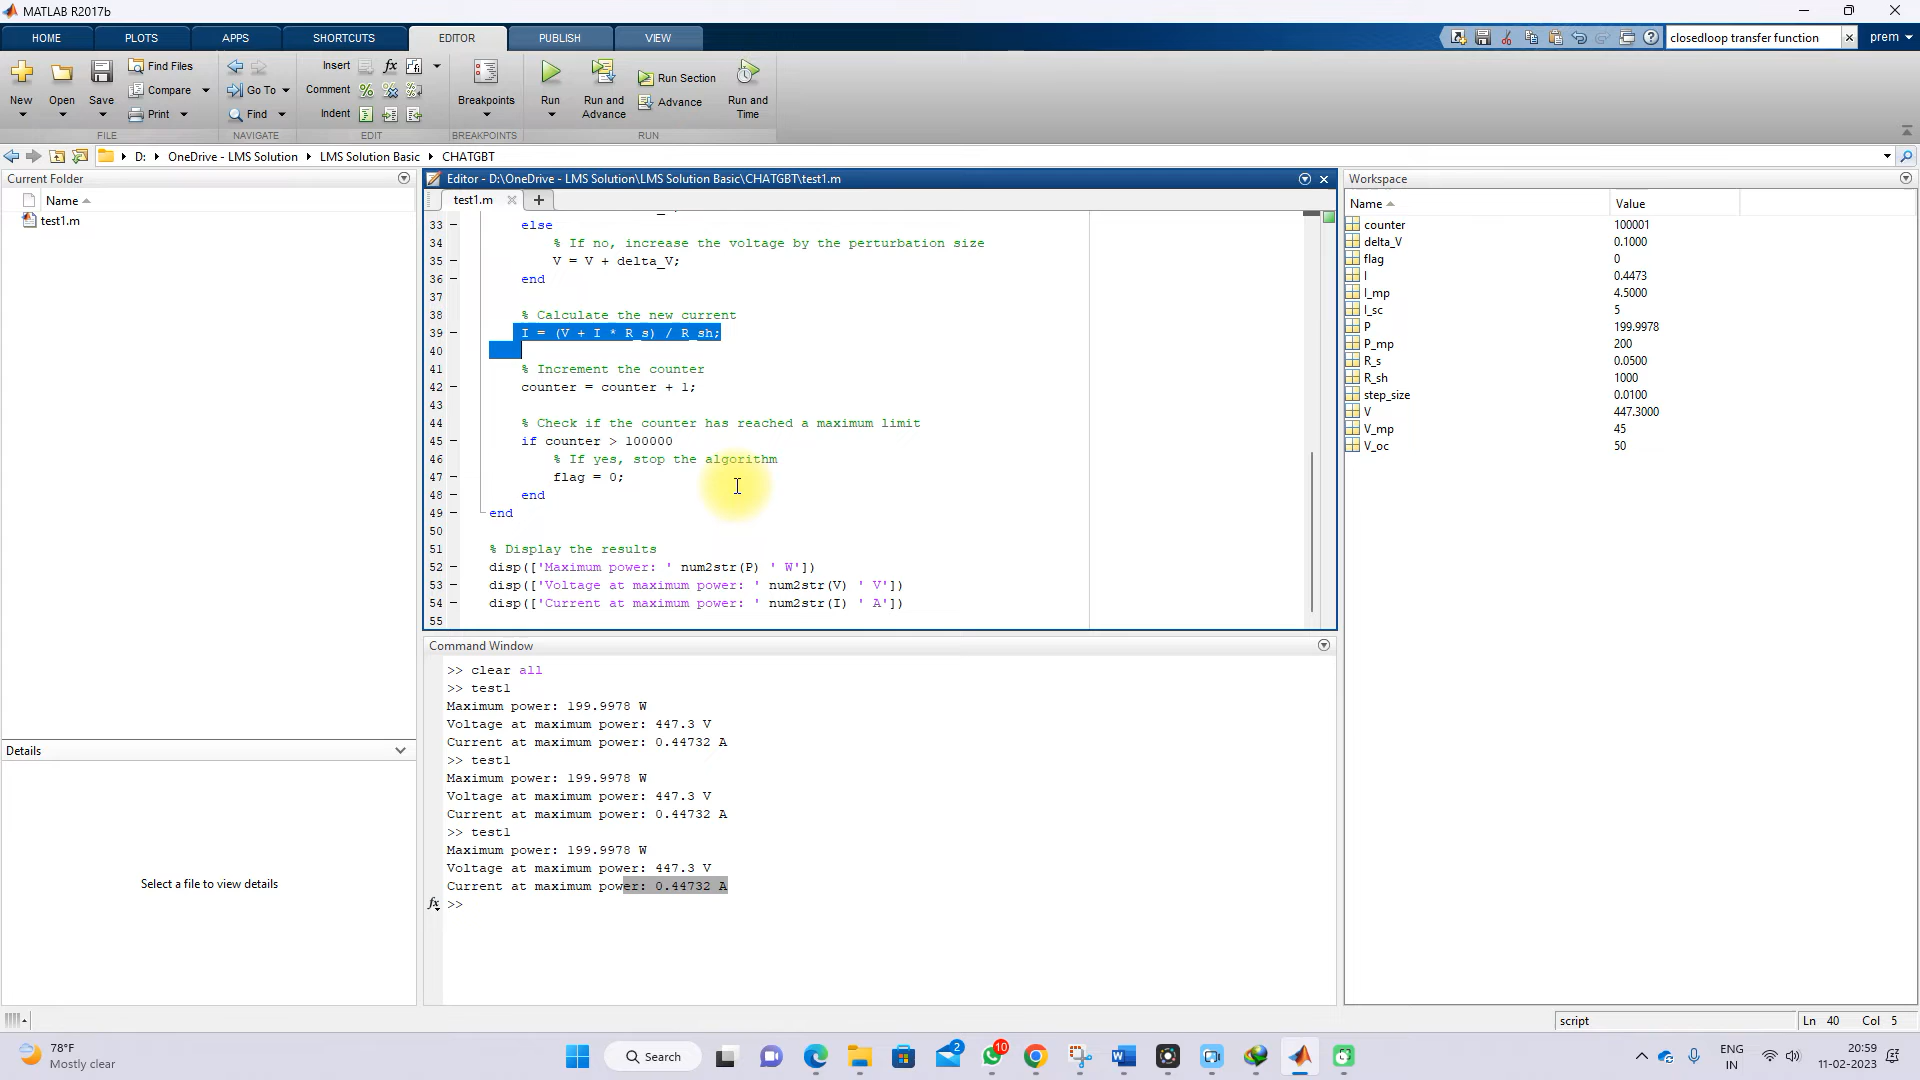 MATLAB R2017b
HOME PLOTS APPS SHORTCUTS EDITOR PUBLISH VIEW closedloop transfer function prem
New Open Save Find Files Compare Print Go To Find Insert Comment Indent fx Breakpoints Run Run and Advance Run Section Advance Run and Time
FILE NAVIGATE EDIT BREAKPOINTS RUN
D: OneDrive - LMS Solution LMS Solution Basic CHATGBT
Current Folder
Name
test1.m
Details
Select a file to view details
Editor - D:\OneDrive - LMS Solution\LMS Solution Basic\CHATGBT\test1.m
test1.m
33 else
34 % If no, increase the voltage by the perturbation size
35 V = V + delta_V;
36 end
37
38 % Calculate the new current
39 I = (V + I * R_s) / R_sh;
40
41 % Increment the counter
42 counter = counter + 1;
43
44 % Check if the counter has reached a maximum limit
45 if counter > 100000
46 % If yes, stop the algorithm
47 flag = 0;
48 end
49 end
50
51 % Display the results
52 disp(['Maximum power: ' num2str(P) ' W'])
53 disp(['Voltage at maximum power: ' num2str(V) ' V'])
54 disp(['Current at maximum power: ' num2str(I) ' A'])
55
Command Window
>> clear all
>> test1
Maximum power: 199.9978 W
Voltage at maximum power: 447.3 V
Current at maximum power: 0.44732 A
>> test1
Maximum power: 199.9978 W
Voltage at maximum power: 447.3 V
Current at maximum power: 0.44732 A
>> test1
Maximum power: 199.9978 W
Voltage at maximum power: 447.3 V
Current at maximum power: 0.44732 A
fx >>
Workspace
Name Value
counter 100001
delta_V 0.1000
flag 0
I 0.4473
I_mp 4.5000
I_sc 5
P 199.9978
P_mp 200
R_s 0.0500
R_sh 1000
step_size 0.0100
V 447.3000
V_mp 45
V_oc 50
script Ln 40 Col 5
78°F
Mostly clear
Search
2
10
ENG
IN
20:59
11-02-2023